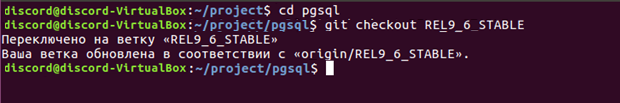 discord@discord-VirtualBox:~/project$ cd pgsql
discord@discord-VirtualBox:~/project/pgsql$ git checkout REL9_6_STABLE
Переключено на ветку «REL9_6_STABLE»
Ваша ветка обновлена в соответствии с «origin/REL9_6_STABLE».
discord@discord-VirtualBox:~/project/pgsql$